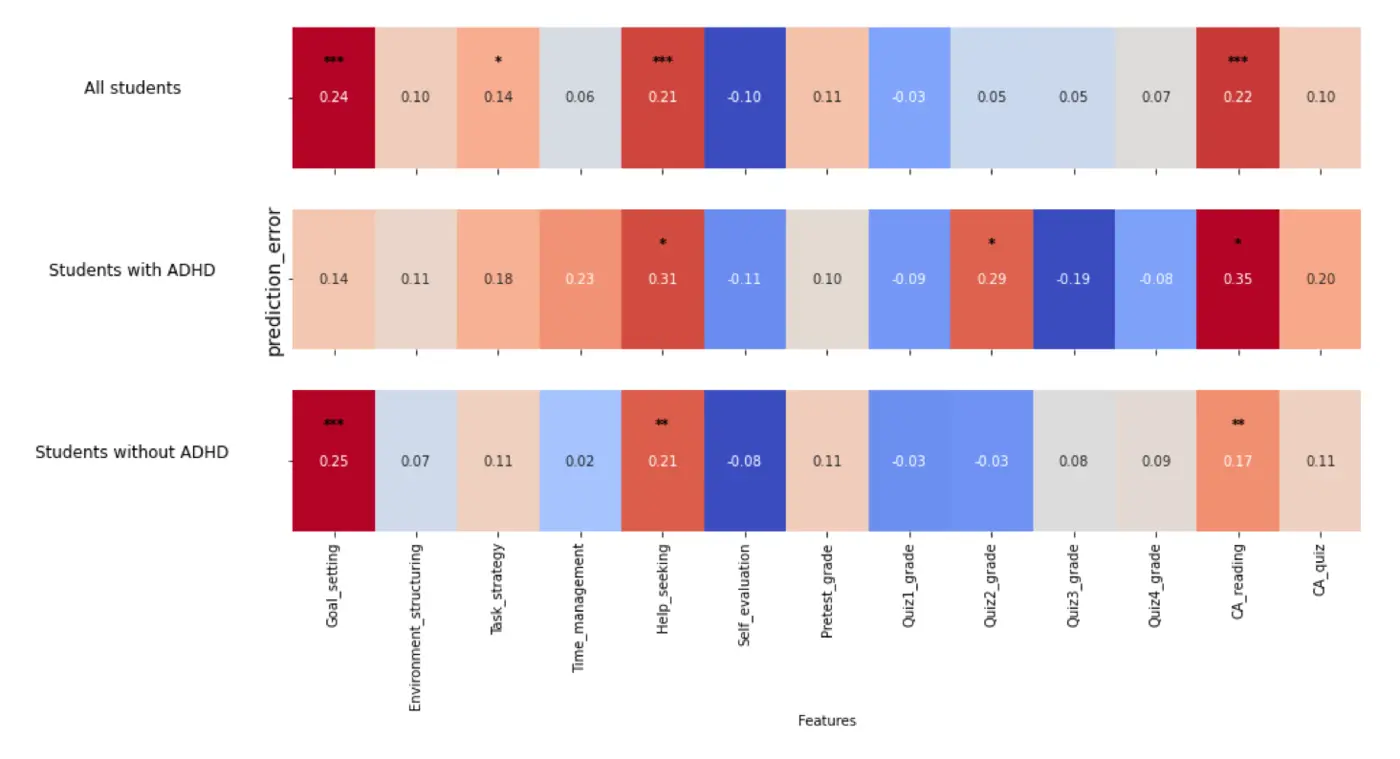 *** * *** ***
All students 0.24 0.10 0.14 0.06 0.21 -0.10 0.11 -0.03 0.05 0.05 0.07 0.22 0.10
prediction_error
* * *
Students with ADHD 0.14 0.11 0.18 0.23 0.31 -0.11 0.10 -0.09 0.29 -0.19 -0.08 0.35 0.20
*** ** **
Students without ADHD 0.25 0.07 0.11 0.02 0.21 -0.08 0.11 -0.03 -0.03 0.08 0.09 0.17 0.11
Goal_setting
Environment_structuring
Task_strategy
Time_management
Help_seeking
Self_evaluation
Pretest_grade
Quiz1_grade
Quiz2_grade
Quiz3_grade
Quiz4_grade
CA_reading
CA_quiz
Features